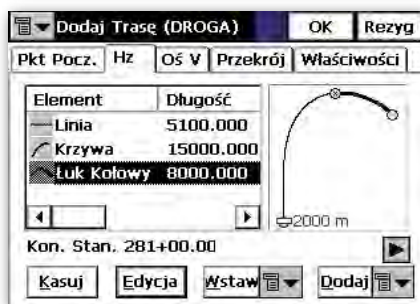 Dodaj Trasę (DROGA) OK Rezyg
Pkt Pocz. Hz Oś V Przekrój Właściwości
Element Długość
Linia 5100.000
Krzywa 15000.000
Łuk Kołowy 8000.000
2000 m
Kon. Stan. 281+00.00
Kasuj Edycja Wstaw Dodaj